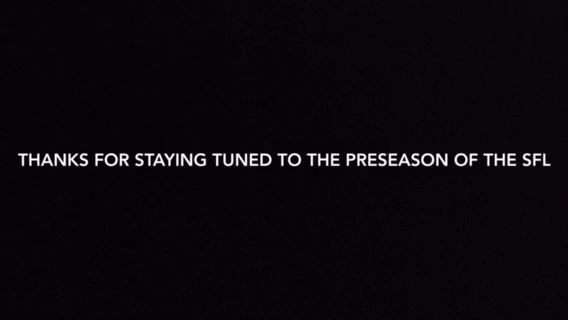 THANKS FOR STAYING TUNED TO THE PRESEASON OF THE SFL